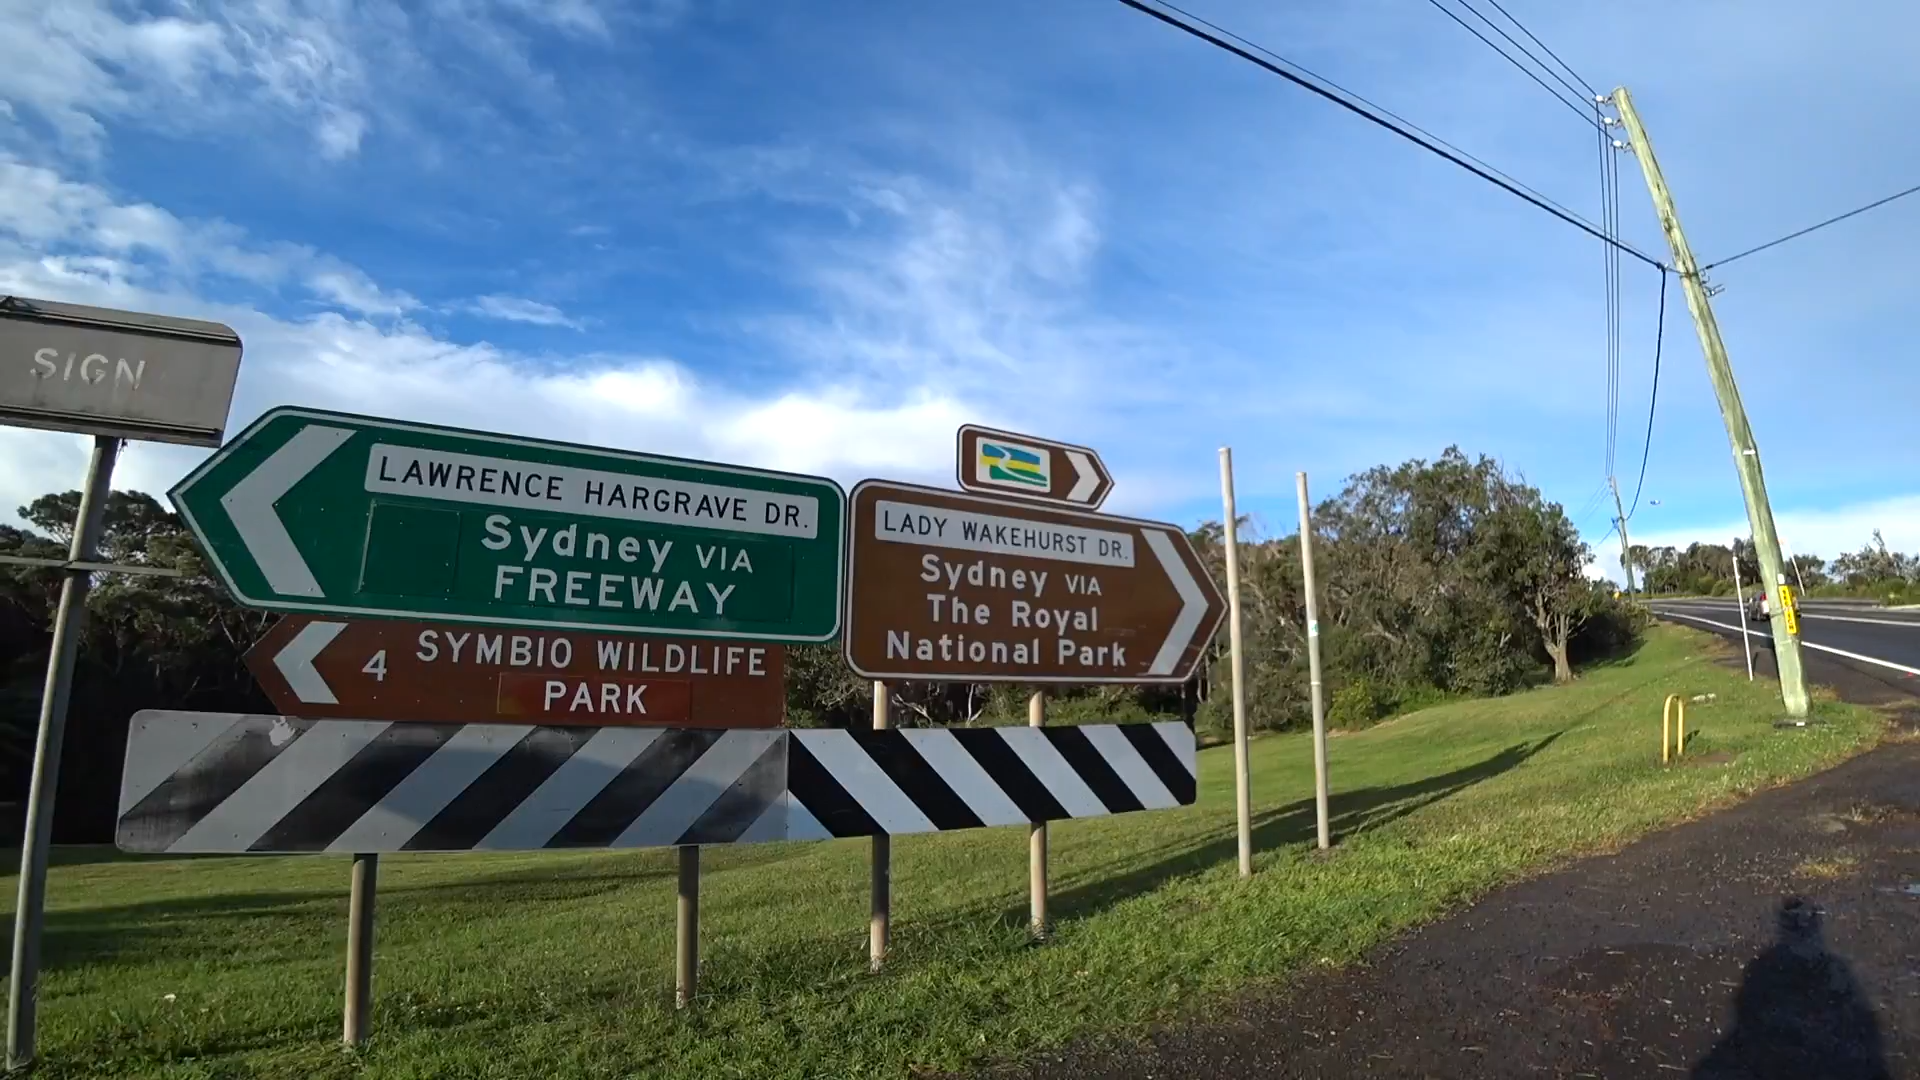 SIGN
LAWRENCE HARGRAVE DR.
Sydney VIA
FREEWAY
4 SYMBIO WILDLIFE
PARK
LADY WAKEHURST DR.
Sydney VIA
The Royal
National Park